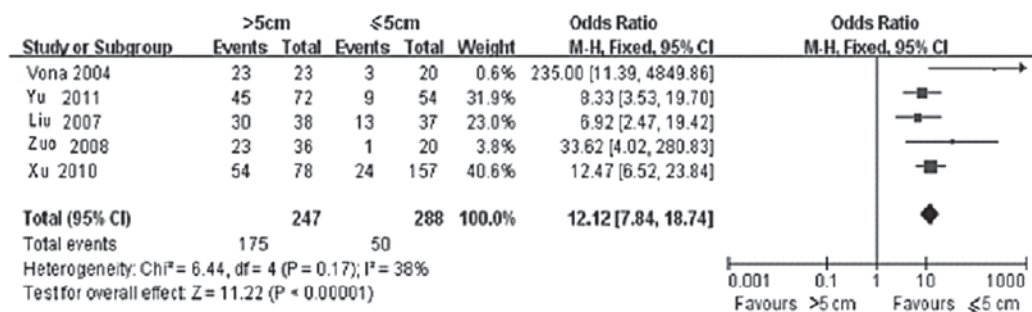 >5cm ⩽5cm Odds Ratio Odds Ratio
Study or Subgroup Events Total Events Total Weight M-H, Fixed, 95% CI M-H, Fixed, 95% CI
Vona 2004 23 23 3 20 0.6% 235.00 [11.39, 4849.86]
Yu 2011 45 72 9 54 31.9% 8.33 [3.53, 19.70]
Liu 2007 30 38 13 37 23.0% 6.92 [2.47, 19.42]
Zuo 2008 23 36 1 20 3.8% 33.62 [4.02, 280.83]
Xu 2010 54 78 24 157 40.6% 12.47 [6.52, 23.84]
Total (95% CI) 247 288 100.0% 12.12 [7.84, 18.74]
Total events 175 50
Heterogeneity: Chi² = 6.44, df = 4 (P = 0.17); I² = 38%
Test for overall effect: Z = 11.22 (P < 0.00001)
0.001 0.1 1 10 1000
Favours >5 cm Favours ⩽5 cm